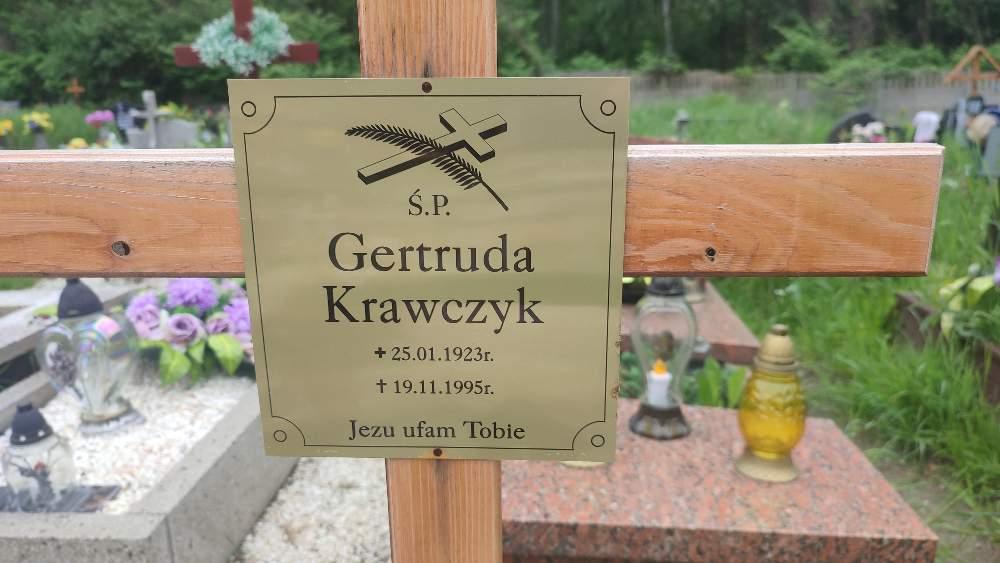 Ś.P.
Gertruda
Krawczyk
+ 25.01.1923r.
† 19.11.1995r.
Jezu ufam Tobie